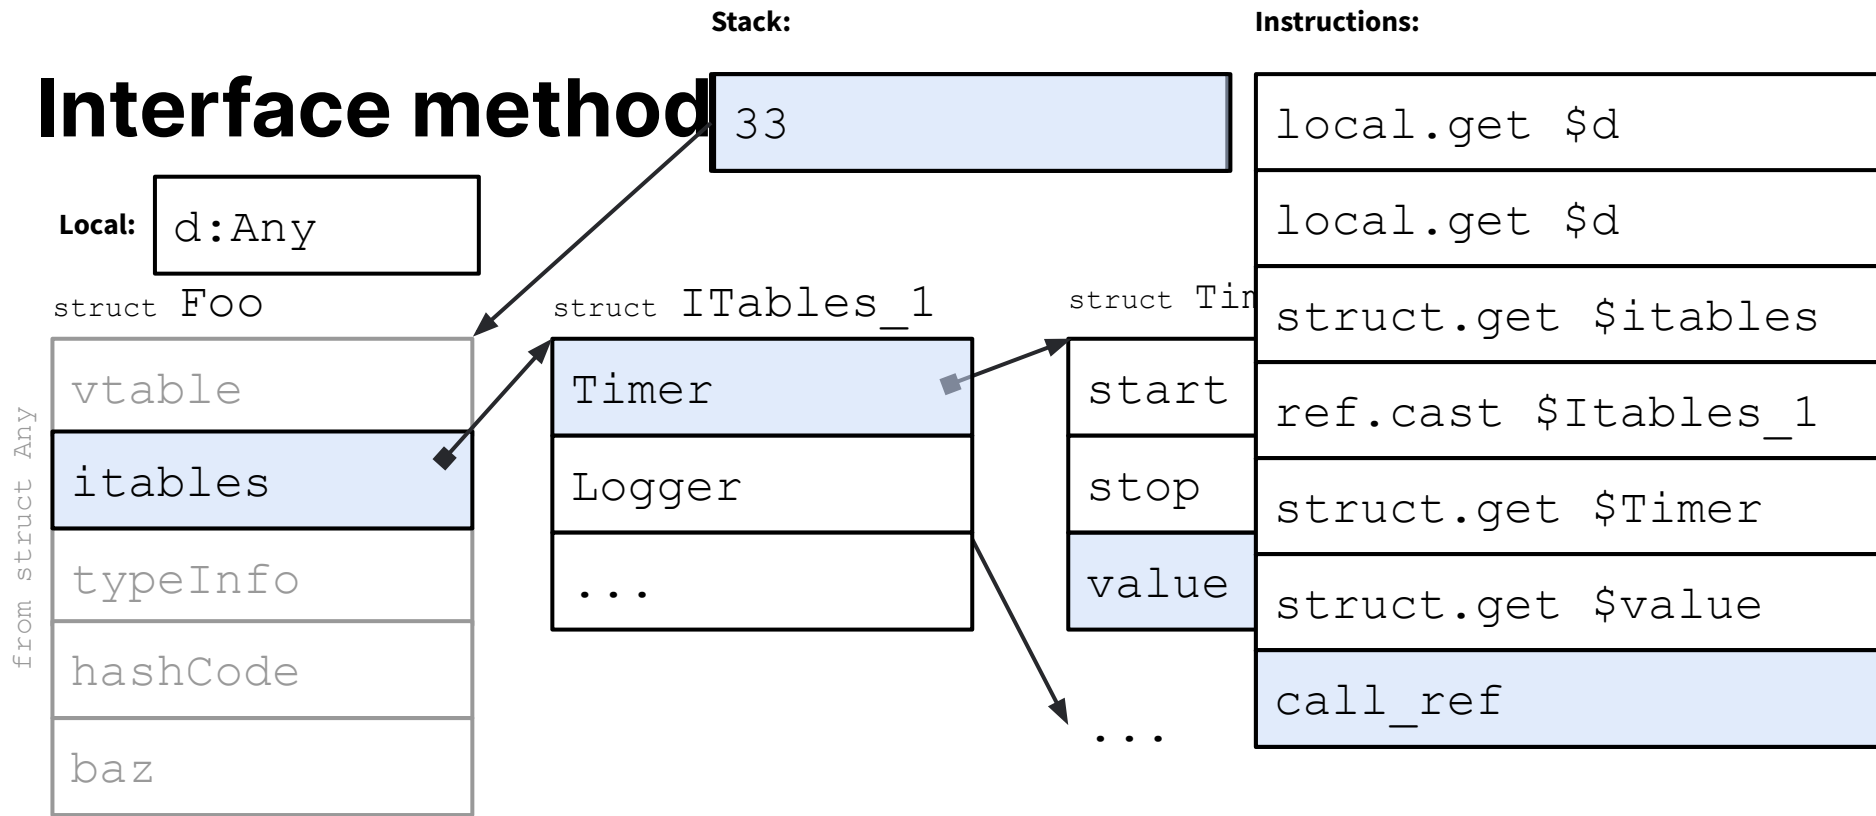 Stack:
Instructions:
Interface method
33
Local:
d:Any
local.get $d
local.get $d
struct.get $itables
ref.cast $Itables_1
struct.get $Timer
struct.get $value
call_ref
struct Foo
vtable
itables
typeInfo
hashCode
baz
from struct Any
struct ITables_1
Timer
Logger
...
struct Tim
start
stop
value
...